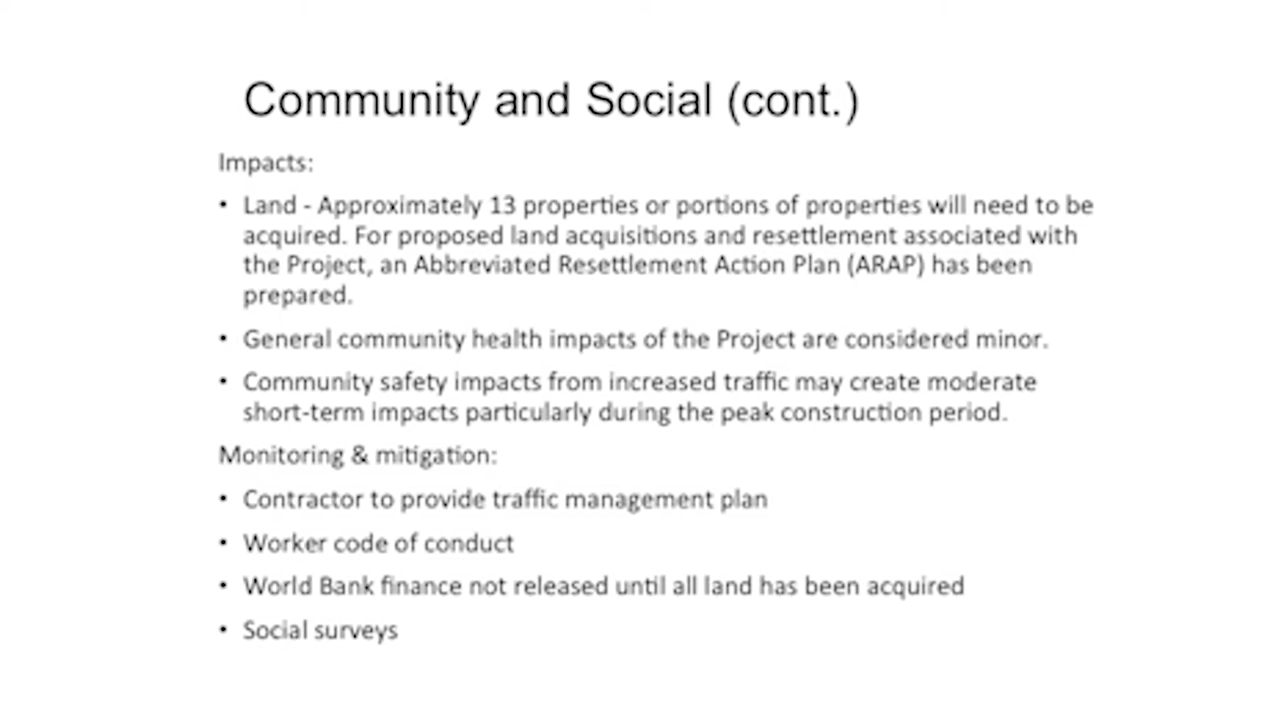 Community and Social (cont.)
Impacts:
• Land - Approximately 13 properties or portions of properties will need to be
acquired. For proposed land acquisitions and resettlement associated with
the Project, an Abbreviated Resettlement Action Plan (ARAP) has been
prepared.
• General community health impacts of the Project are considered minor.
• Community safety impacts from increased traffic may create moderate
short-term impacts particularly during the peak construction period.
Monitoring & mitigation:
• Contractor to provide traffic management plan
• Worker code of conduct
• World Bank finance not released until all land has been acquired
• Social surveys